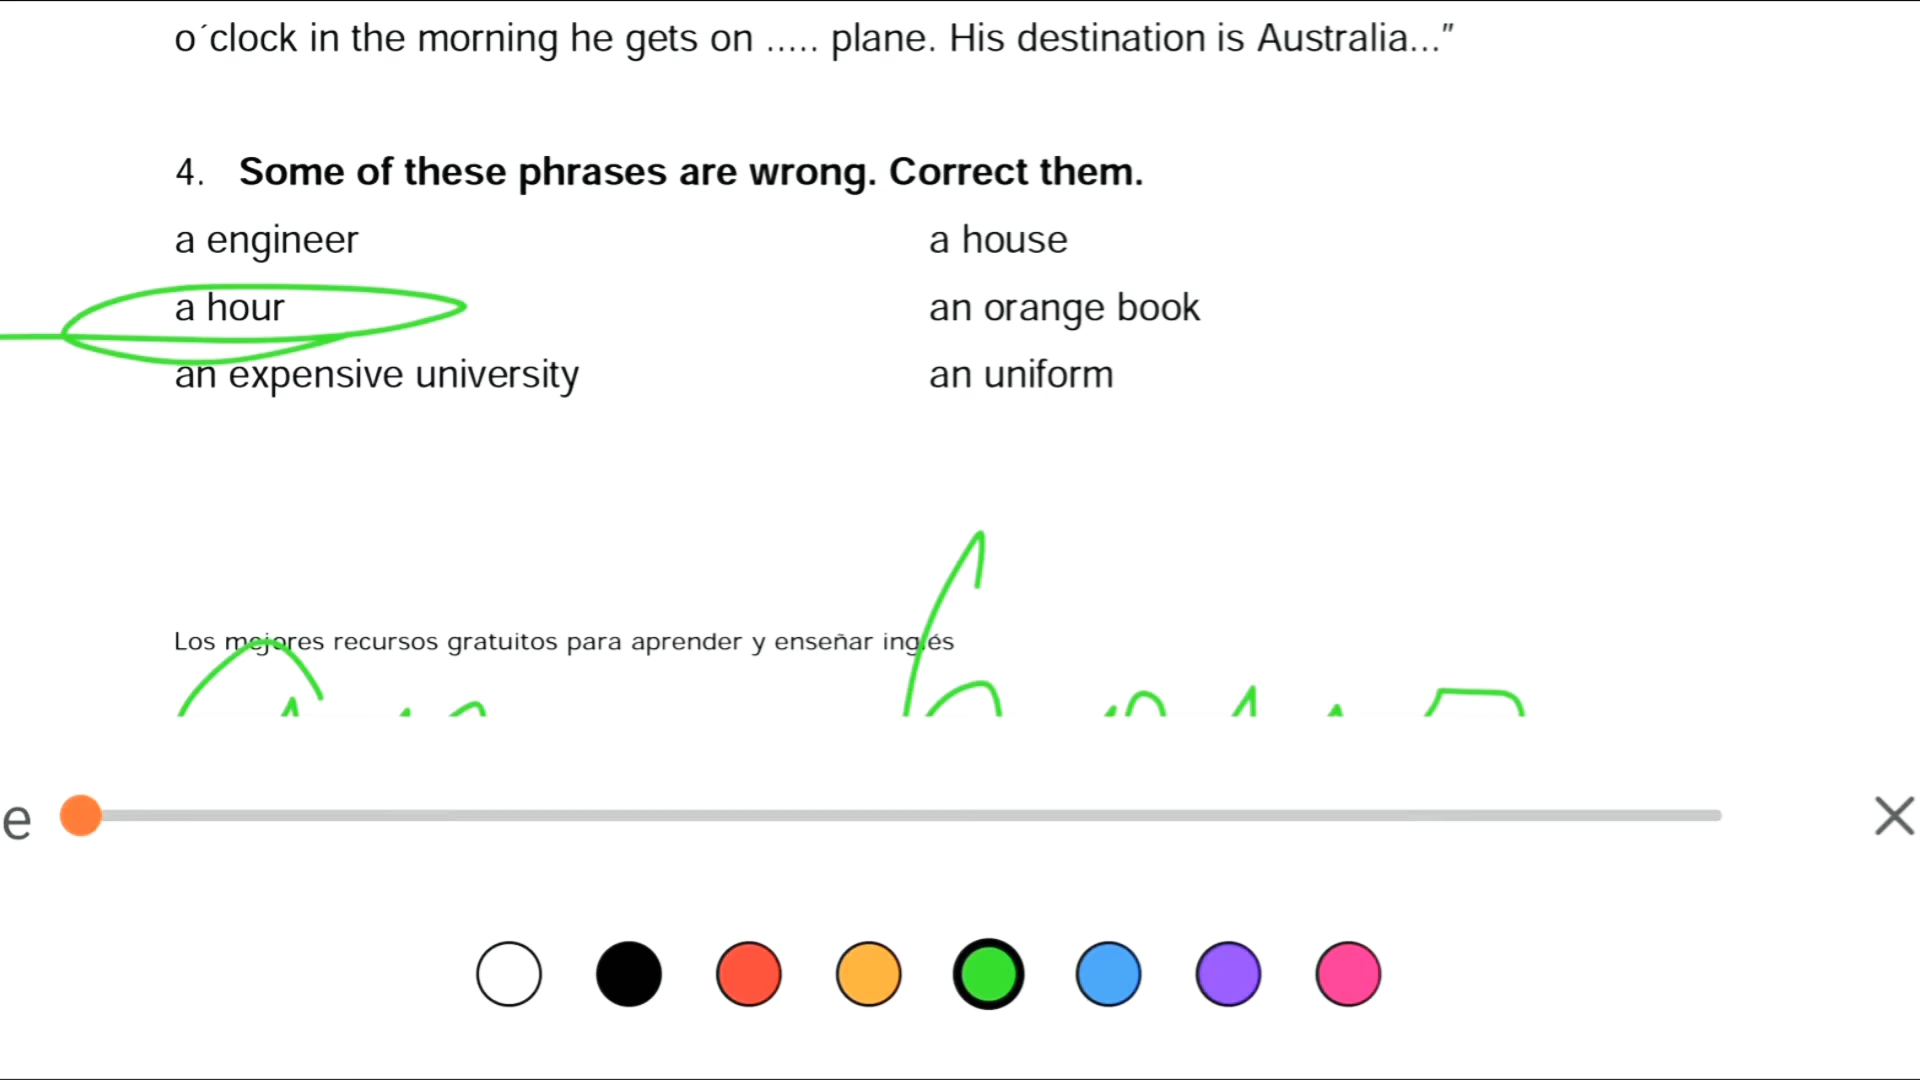 o´clock in the morning he gets on ..... plane. His destination is Australia...”
4. Some of these phrases are wrong. Correct them.
a engineer a house
a hour an orange book
an expensive university an uniform
Los mejores recursos gratuitos para aprender y enseñar inglés
e